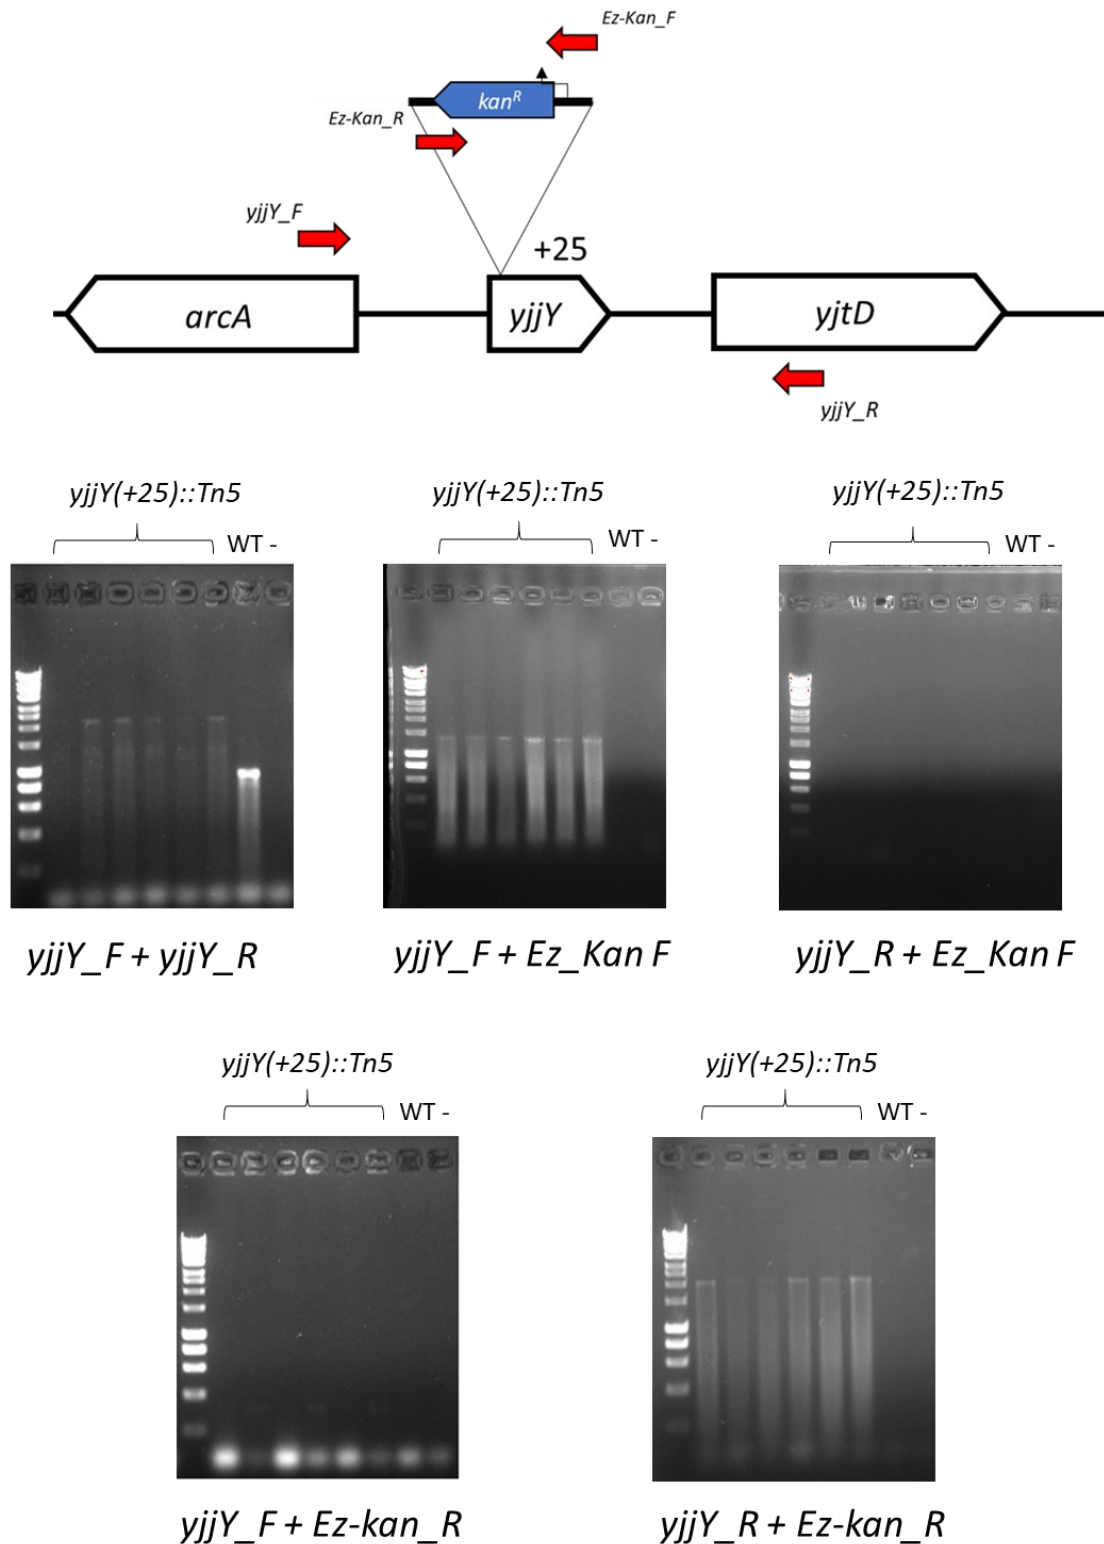 Ez-Kan_F
kanR
Ez-Kan_R
yjjY_F
+25
arcA
yjjY
yjtD
yjjY_R
yjjY(+25)::Tn5
WT -
yjjY(+25)::Tn5
WT -
yjjY(+25)::Tn5
WT -
yjjY_F + yjjY_R
yjjY_F + Ez_Kan F
yjjY_R + Ez_Kan F
yjjY(+25)::Tn5
WT -
yjjY(+25)::Tn5
WT -
yjjY_F + Ez-kan_R
yjjY_R + Ez-kan_R